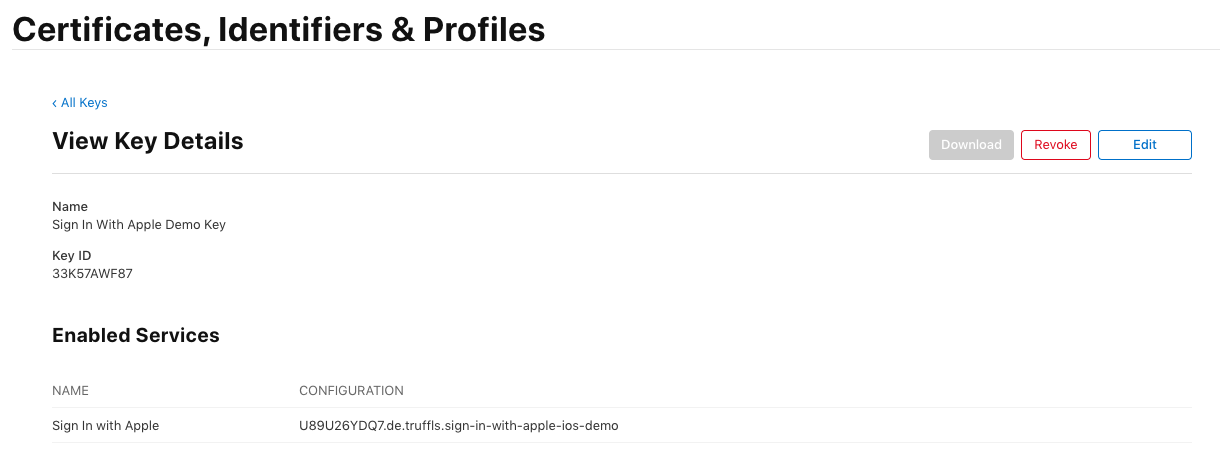 Certificates, Identifiers & Profiles
‹ All Keys
View Key Details
Download
Revoke
Edit
Name
Sign In With Apple Demo Key
Key ID
33K57AWF87
Enabled Services
NAME CONFIGURATION
Sign In with Apple U89U26YDQ7.de.truffls.sign-in-with-apple-ios-demo